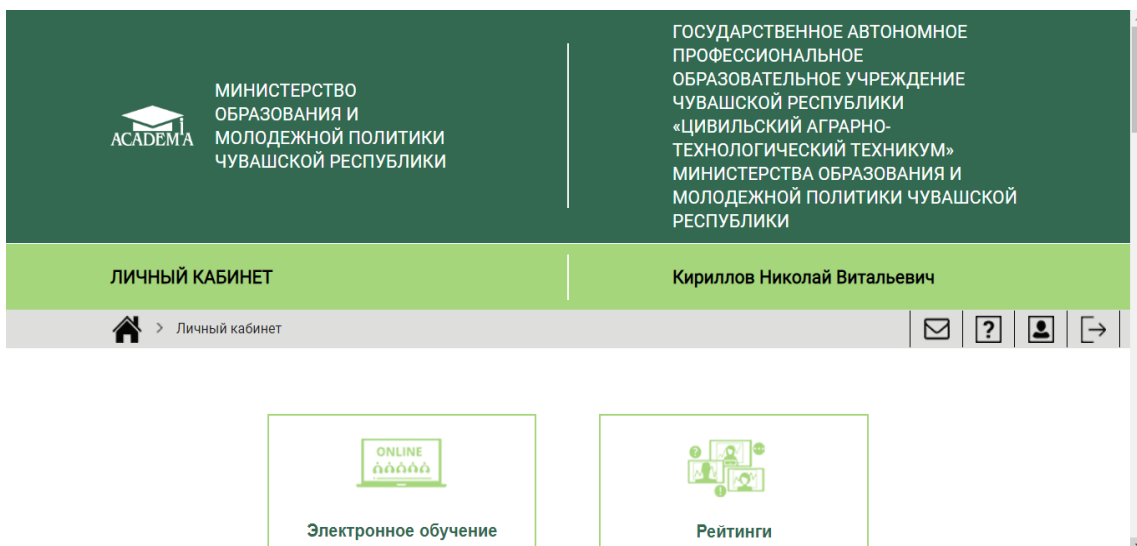 ACADEM'A
МИНИСТЕРСТВО
ОБРАЗОВАНИЯ И
МОЛОДЕЖНОЙ ПОЛИТИКИ
ЧУВАШСКОЙ РЕСПУБЛИКИ
ГОСУДАРСТВЕННОЕ АВТОНОМНОЕ
ПРОФЕССИОНАЛЬНОЕ
ОБРАЗОВАТЕЛЬНОЕ УЧРЕЖДЕНИЕ
ЧУВАШСКОЙ РЕСПУБЛИКИ
«ЦИВИЛЬСКИЙ АГРАРНО-
ТЕХНОЛОГИЧЕСКИЙ ТЕХНИКУМ»
МИНИСТЕРСТВА ОБРАЗОВАНИЯ И
МОЛОДЕЖНОЙ ПОЛИТИКИ ЧУВАШСКОЙ
РЕСПУБЛИКИ
ЛИЧНЫЙ КАБИНЕТ
Кириллов Николай Витальевич
> Личный кабинет
?
ONLINE
Электронное обучение
Рейтинги